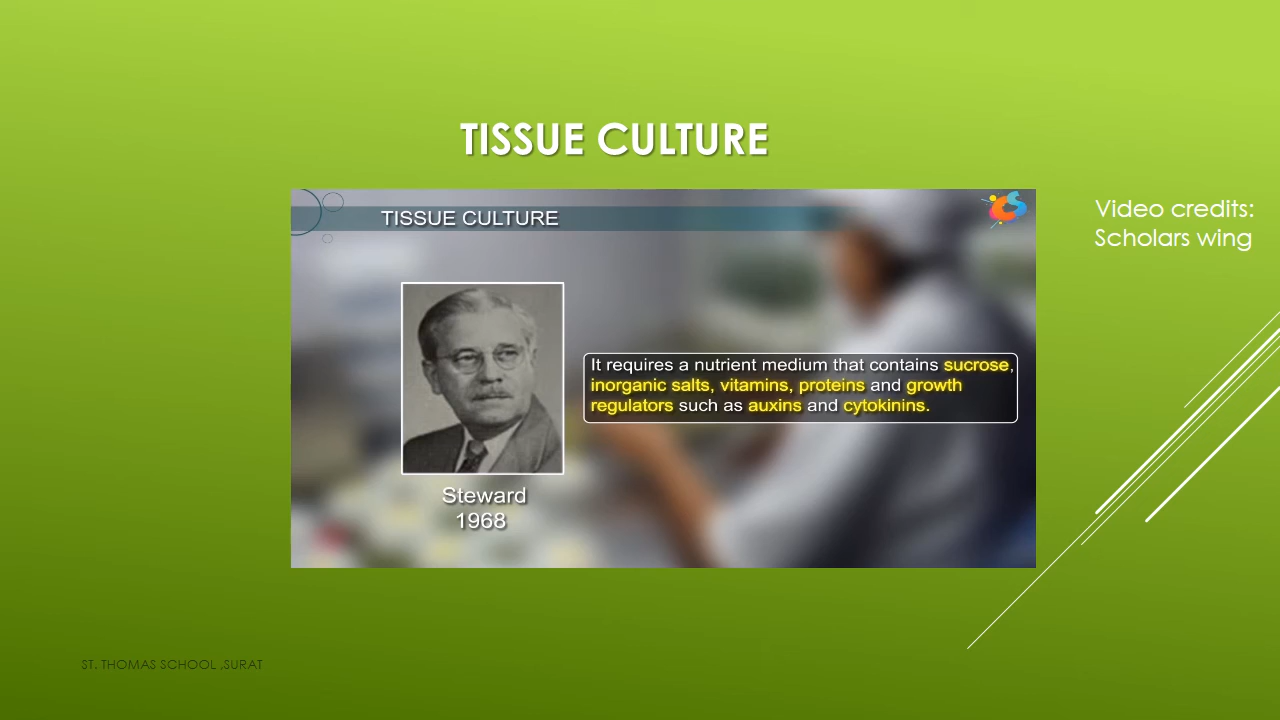 TISSUE CULTURE
TISSUE CULTURE
Video credits:
Scholars wing
It requires a nutrient medium that contains sucrose,
inorganic salts, vitamins, proteins and growth
regulators such as auxins and cytokinins.
Steward
1968
ST. THOMAS SCHOOL ,SURAT